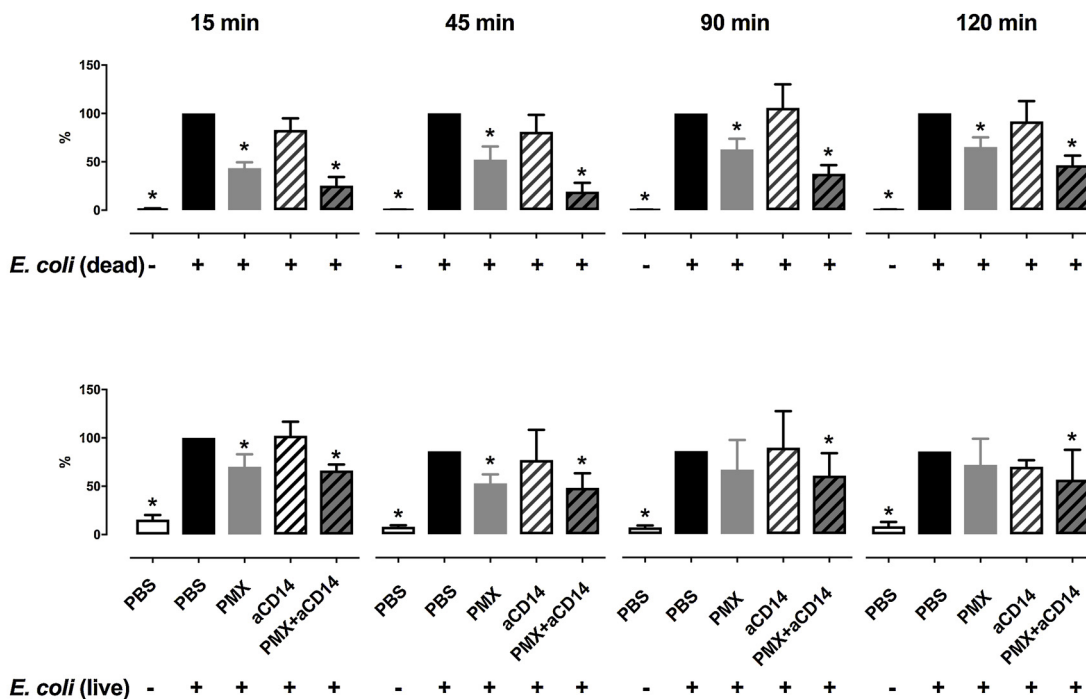 15 min 45 min 90 min 120 min
150
100
50
0
%
* * * * * * * * * * * *
E. coli (dead) - + + + + - + + + + - + + + + - + + + +
150
100
50
0
%
* * * * * * * * * *
PBS PBS PMX aCD14 PMX+aCD14 PBS PBS PMX aCD14 PMX+aCD14 PBS PBS PMX aCD14 PMX+aCD14 PBS PBS PMX aCD14 PMX+aCD14
E. coli (live) - + + + + - + + + + - + + + + - + + + +